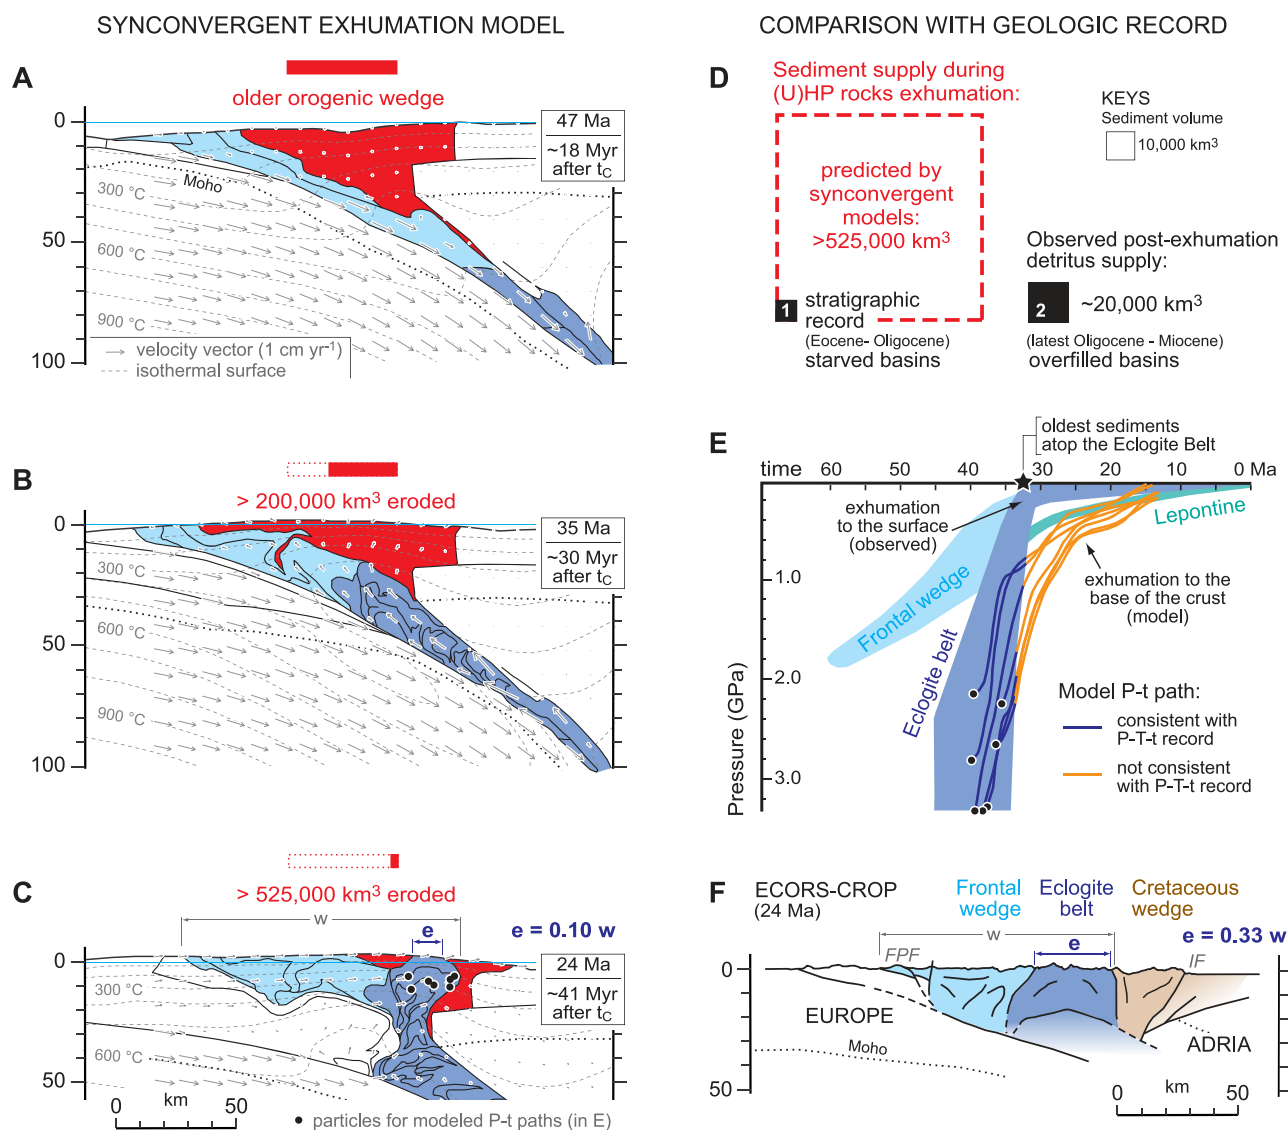 SYNCONVERGENT EXHUMATION MODEL
COMPARISON WITH GEOLOGIC RECORD
A
older orogenic wedge
0
50
100
47 Ma
~18 Myr
after tC
Moho
300 °C
600 °C
900 °C
velocity vector (1 cm yr-1)
isothermal surface
B
> 200,000 km3 eroded
0
50
100
35 Ma
~30 Myr
after tC
300 °C
600 °C
900 °C
C
> 525,000 km3 eroded
w
e
e = 0.10 w
0
50
24 Ma
~41 Myr
after tC
300 °C
600 °C
0 km 50
particles for modeled P-t paths (in E)
D
Sediment supply during
(U)HP rocks exhumation:
predicted by
synconvergent
models:
>525,000 km3
KEYS
Sediment volume
10,000 km3
1
stratigraphic
record
(Eocene- Oligocene)
starved basins
Observed post-exhumation
detritus supply:
2
~20,000 km3
(latest Oligocene - Miocene)
overfilled basins
E
oldest sediments
atop the Eclogite Belt
time 60 50 40 30 20 10 0 Ma
exhumation
to the surface
(observed)
Lepontine
Frontal wedge
Eclogite belt
exhumation to the
base of the crust
(model)
1.0
2.0
3.0
Pressure (GPa)
Model P-t path:
consistent with
P-T-t record
not consistent
with P-T-t record
F
ECORS-CROP
(24 Ma)
Frontal
wedge
Eclogite
belt
Cretaceous
wedge
w
e
e = 0.33 w
FPF
IF
0
50
EUROPE
ADRIA
Moho
km
0 50